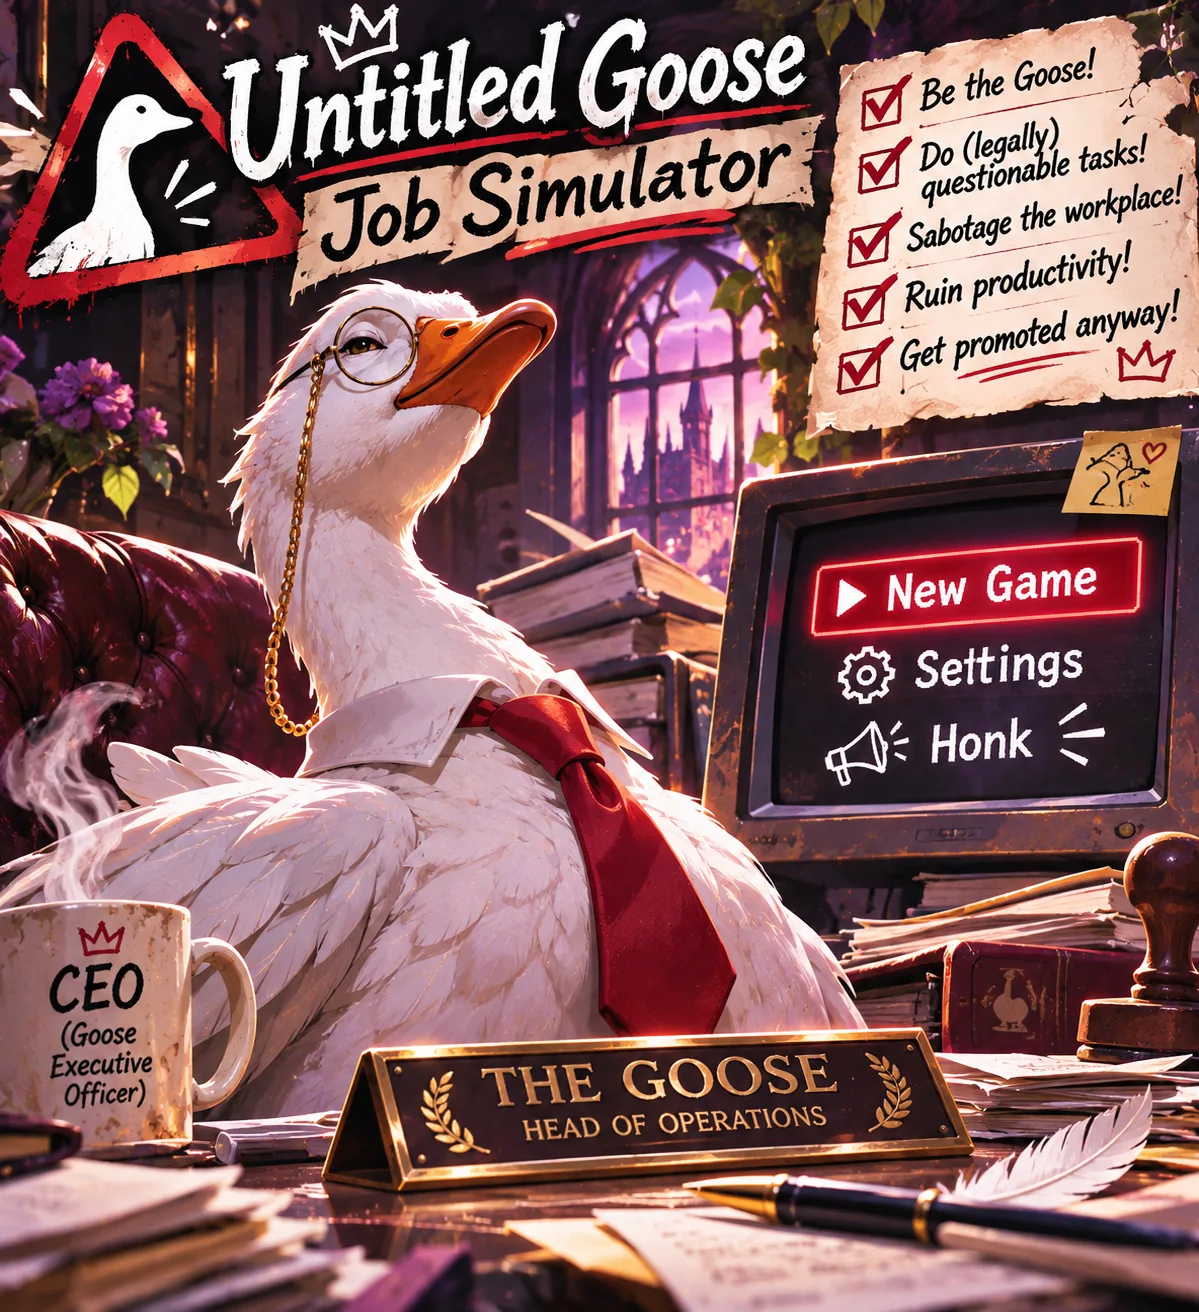 Untitled Goose
Job Simulator
Be the Goose!
Do (legally)
questionable tasks!
Sabotage the workplace!
Ruin productivity!
Get promoted anyway!
New Game
Settings
Honk
CEO
(Goose
Executive
Officer)
THE GOOSE
HEAD OF OPERATIONS